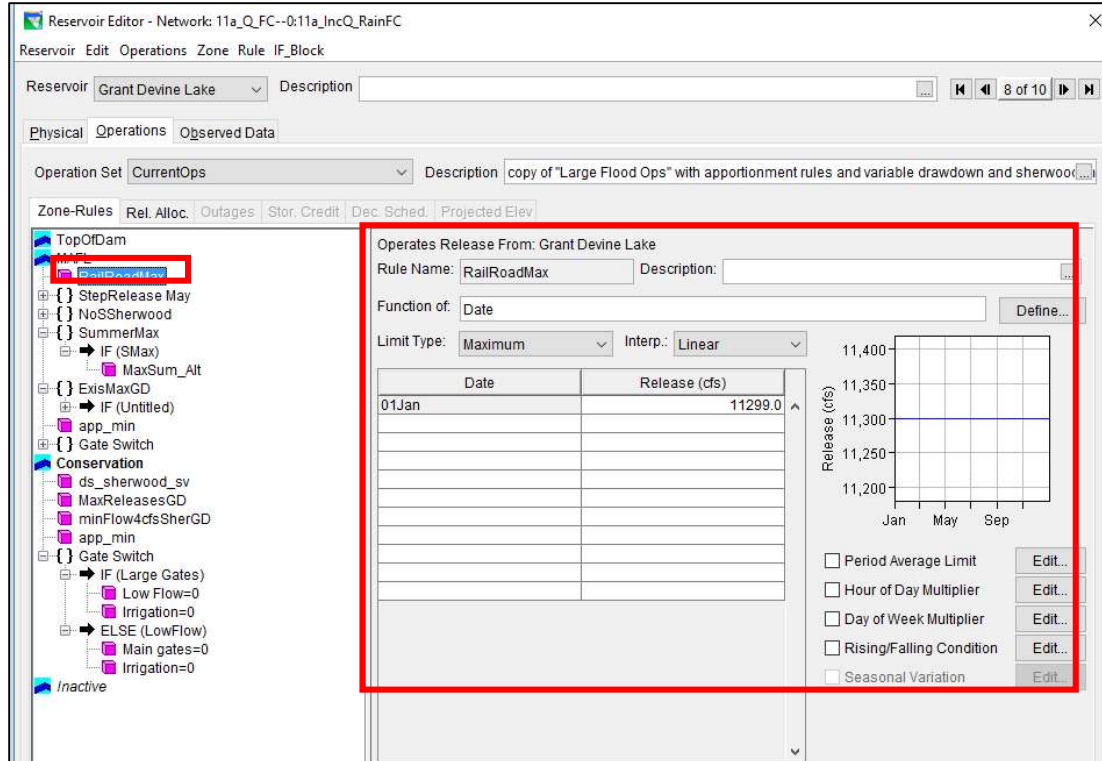 Reservoir Editor - Network: 11a_Q_FC--0:11a_IncQ_RainFC
Reservoir Edit Operations Zone Rule IF_Block
Reservoir Grant Devine Lake Description ... 8 of 10
Physical Operations Observed Data
Operation Set CurrentOps Description copy of "Large Flood Ops" with apportionment rules and variable drawdown and sherwood ...
Zone-Rules Rel. Alloc. Outages Stor. Credit Dec. Sched. Projected Elev
TopOfDam
MAFL
RailRoadMax
{ } StepRelease May
{ } NoSSherwood
{ } SummerMax
IF (SMax)
MaxSum_Alt
{ } ExisMaxGD
IF (Untitled)
app_min
{ } Gate Switch
Conservation
ds_sherwood_sv
MaxReleasesGD
minFlow4cfsSherGD
app_min
{ } Gate Switch
IF (Large Gates)
Low Flow=0
Irrigation=0
ELSE (LowFlow)
Main gates=0
Irrigation=0
Inactive
Operates Release From: Grant Devine Lake
Rule Name: RailRoadMax Description: ...
Function of: Date Define...
Limit Type: Maximum Interp.: Linear
Date Release (cfs)
01Jan 11299.0
Release (cfs)
11,400
11,350
11,300
11,250
11,200
Jan May Sep
Period Average Limit Edit...
Hour of Day Multiplier Edit...
Day of Week Multiplier Edit...
Rising/Falling Condition Edit...
Seasonal Variation Edit...